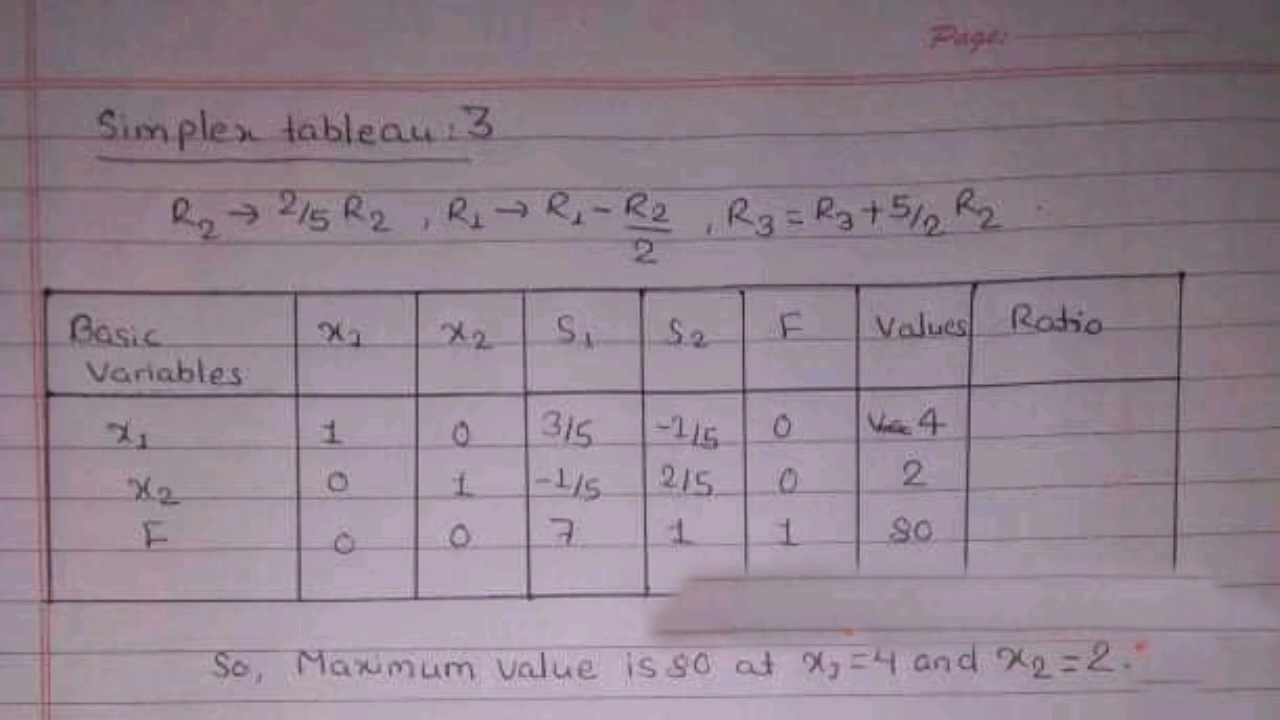 Page:
Simplex tableau: 3
R₂ → 2/5 R₂ , R₁ → R₁ - R₂/2 , R₃ = R₃ + 5/2 R₂
Basic Variables x₁ x₂ S₁ S₂ F Values Ratio
x₁ 1 0 3/5 -1/5 0 4
x₂ 0 1 -1/5 2/5 0 2
F 0 0 7 1 1 80
So, Maximum value is 80 at x₁=4 and x₂=2.